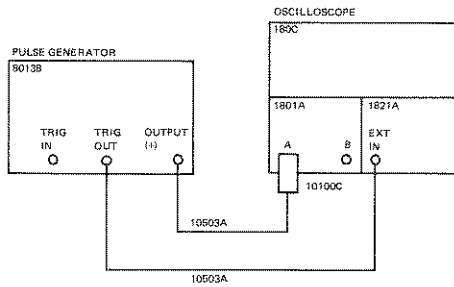 OSCILLOSCOPE
180C
PULSE GENERATOR
8013B
1801A
1821A
TRIG IN
TRIG OUT
OUTPUT (+)
A
B
EXT IN
10100C
10503A
10503A